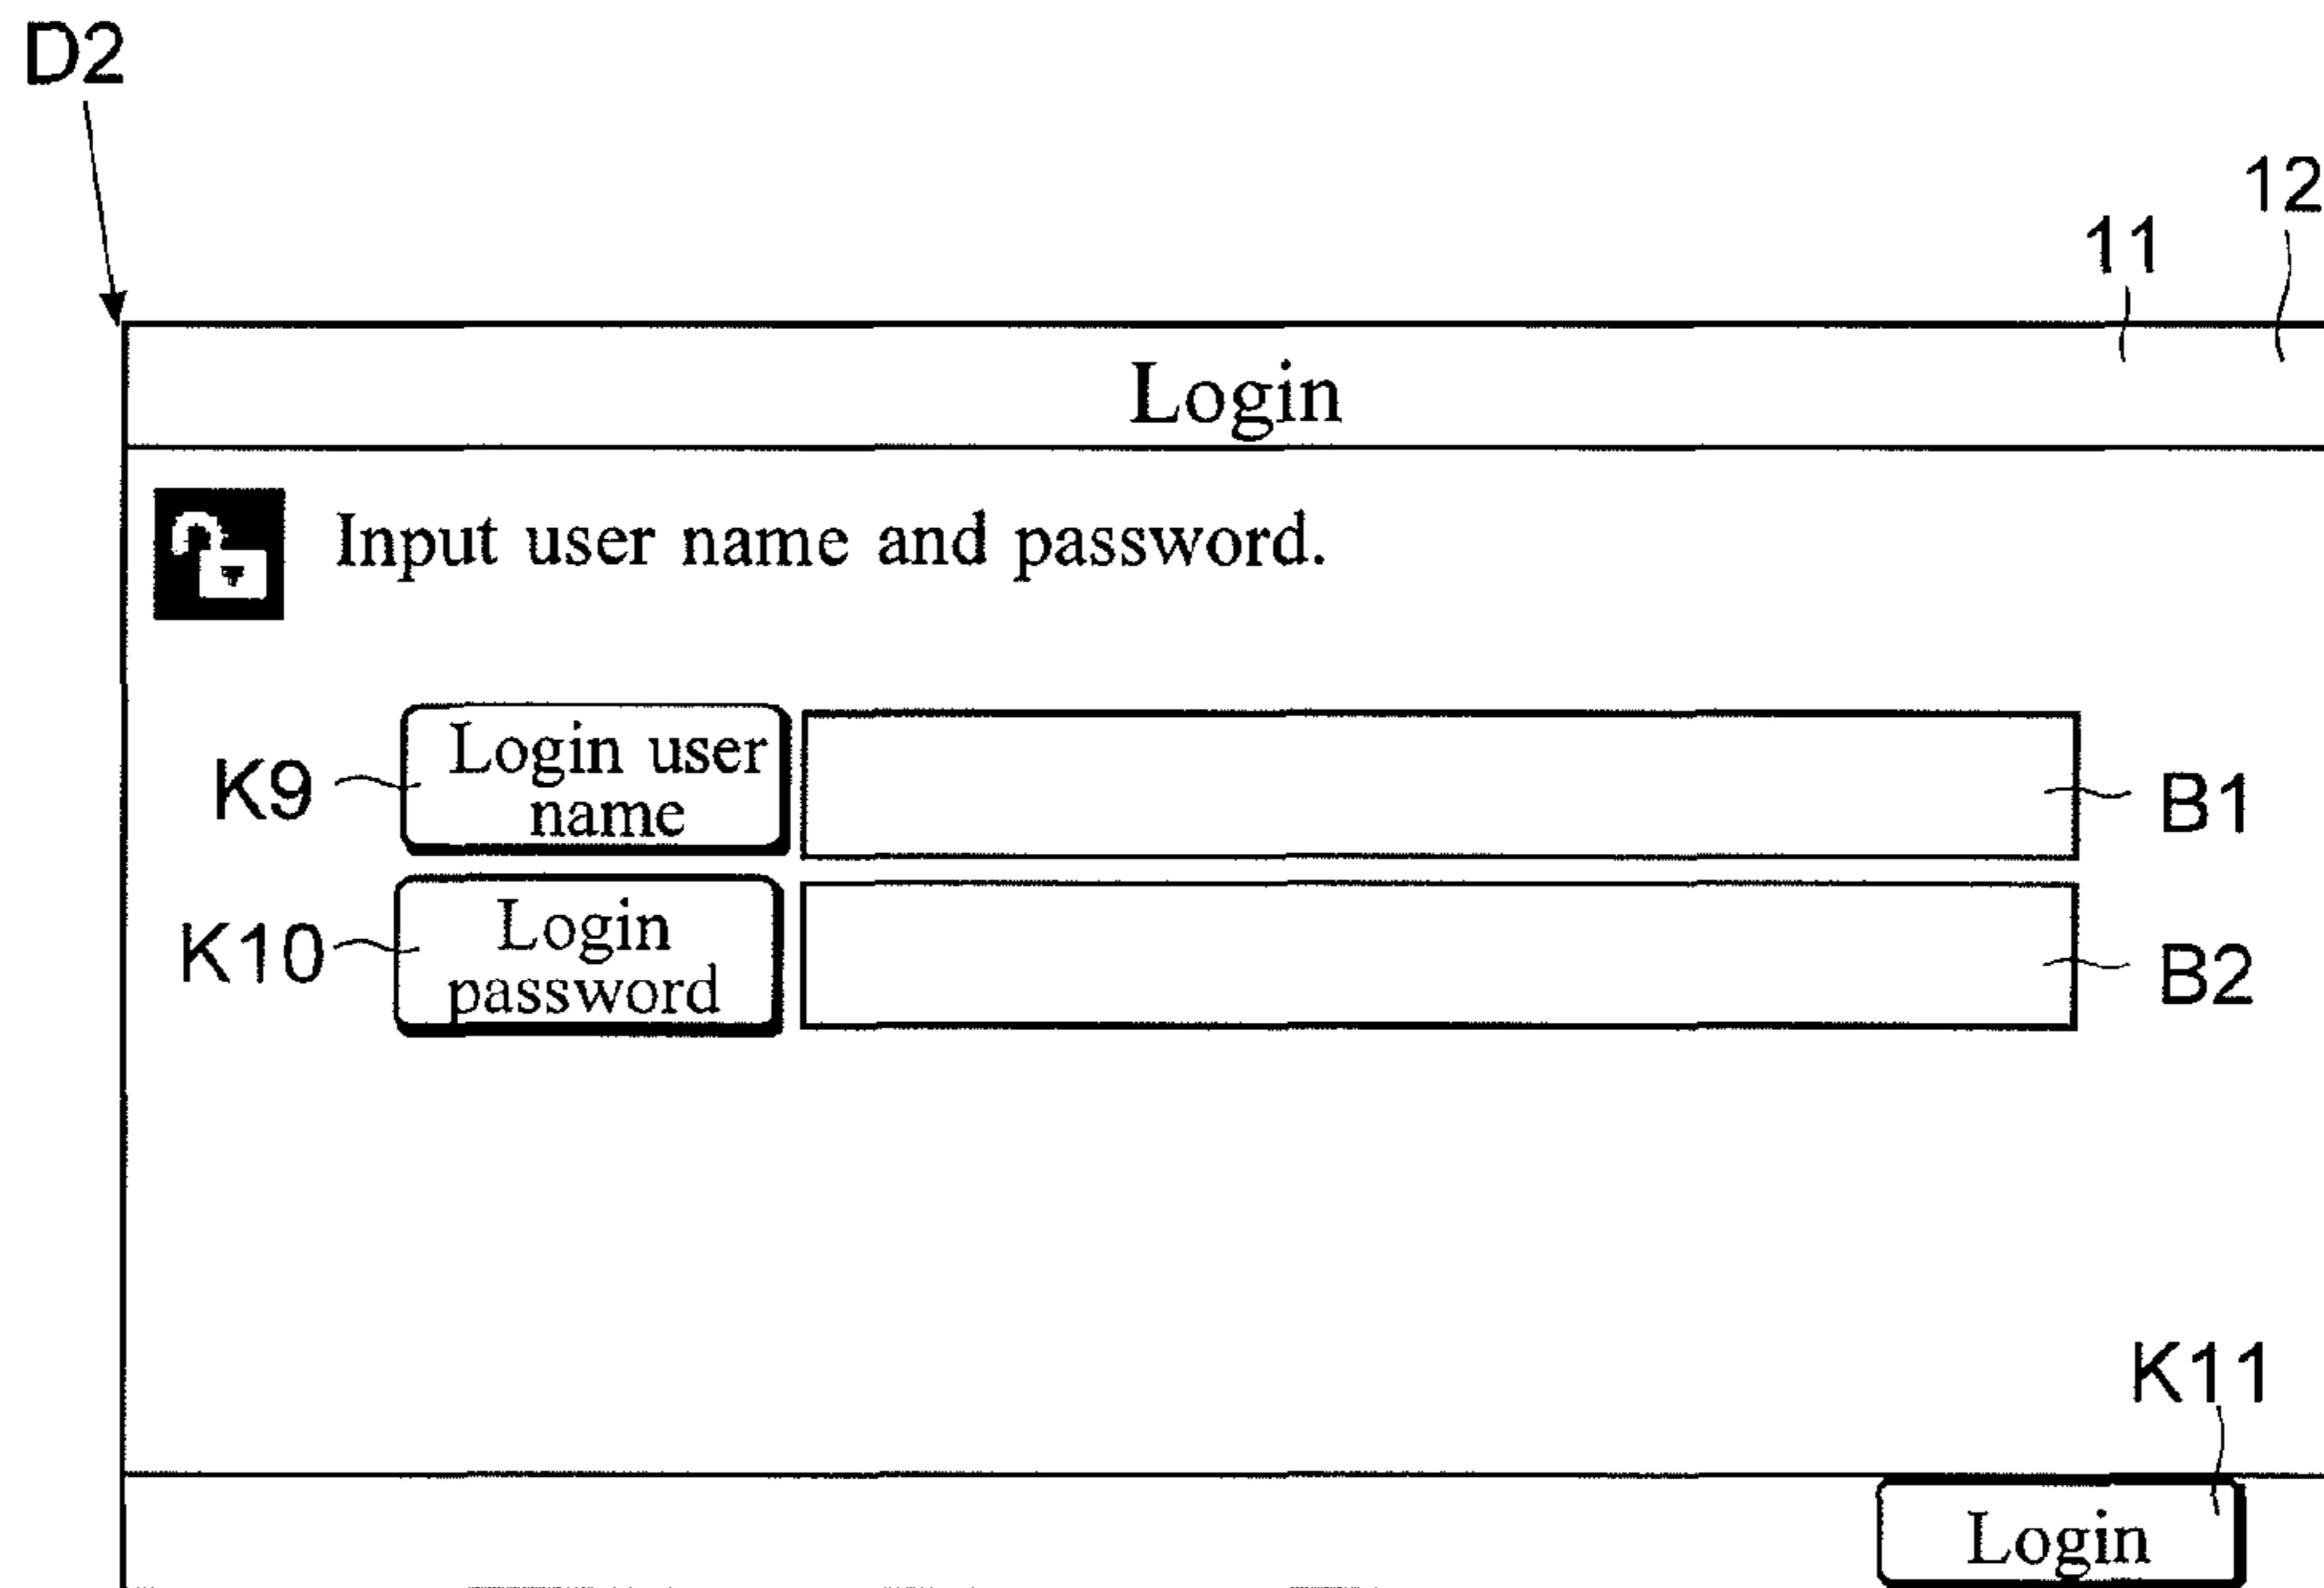 D2
12
11
Login
Input user name and password.
K9
Login user
name
B1
K10
Login
password
B2
K11
Login